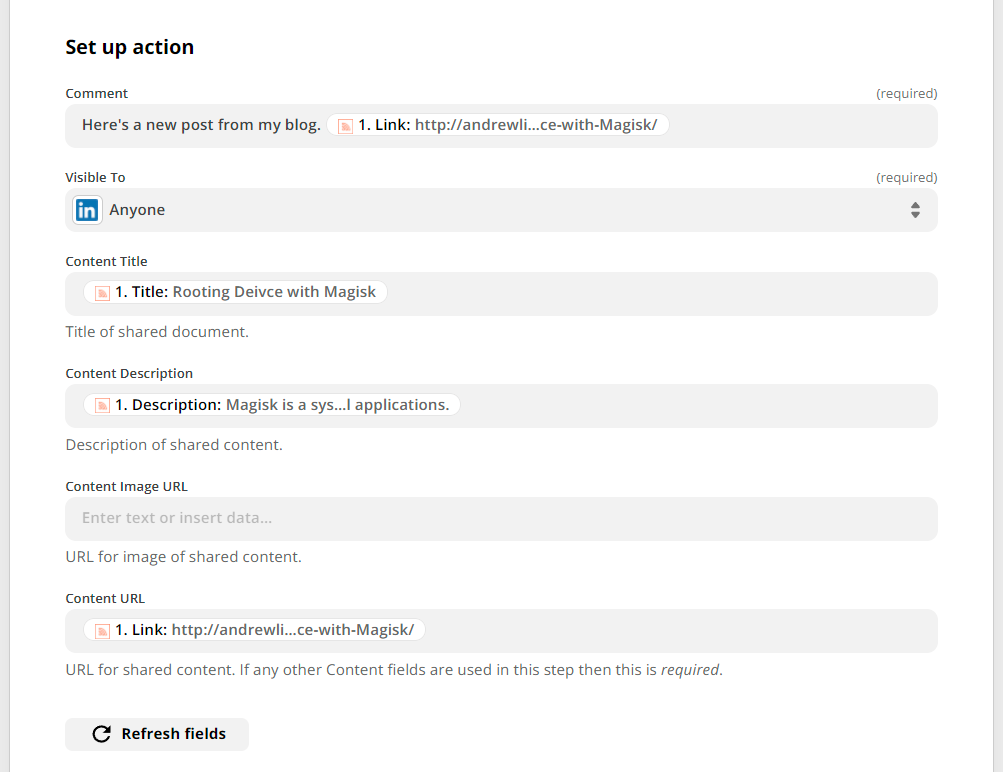 Set up action
Comment (required)
Here's a new post from my blog. 1. Link: http://andrewli...ce-with-Magisk/
Visible To (required)
in Anyone
Content Title
1. Title: Rooting Deivce with Magisk
Title of shared document.
Content Description
1. Description: Magisk is a sys...l applications.
Description of shared content.
Content Image URL
Enter text or insert data...
URL for image of shared content.
Content URL
1. Link: http://andrewli...ce-with-Magisk/
URL for shared content. If any other Content fields are used in this step then this is required.
Refresh fields